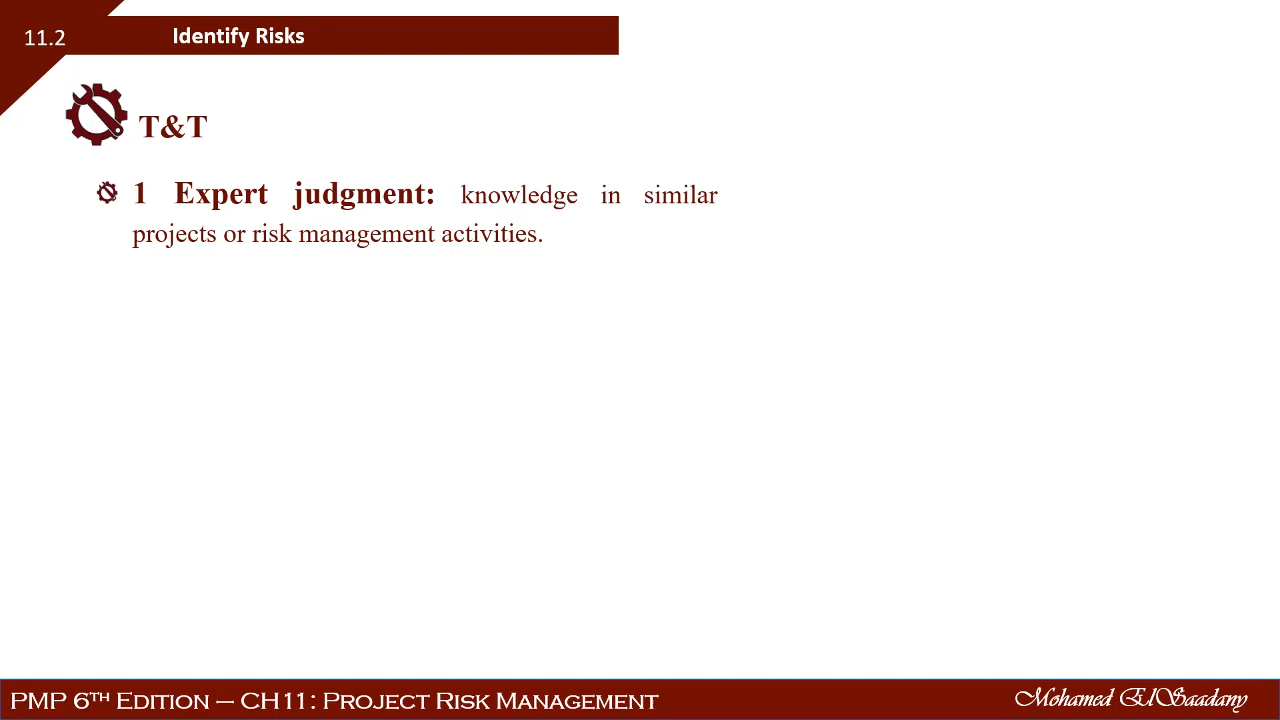 11.2
Identify Risks
T&T
1 Expert judgment: knowledge in similar
projects or risk management activities.
PMP 6TH Edition – CH11: Project Risk Management
Mohamed ElSaadany